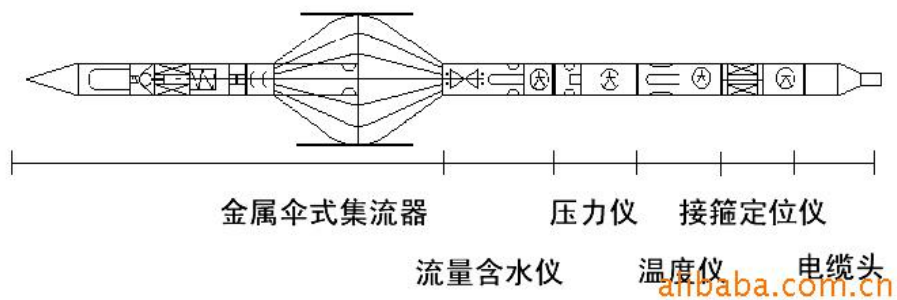 金属伞式集流器
压力仪
接箍定位仪
流量含水仪
温度仪
电缆头
alibaba.com.cn